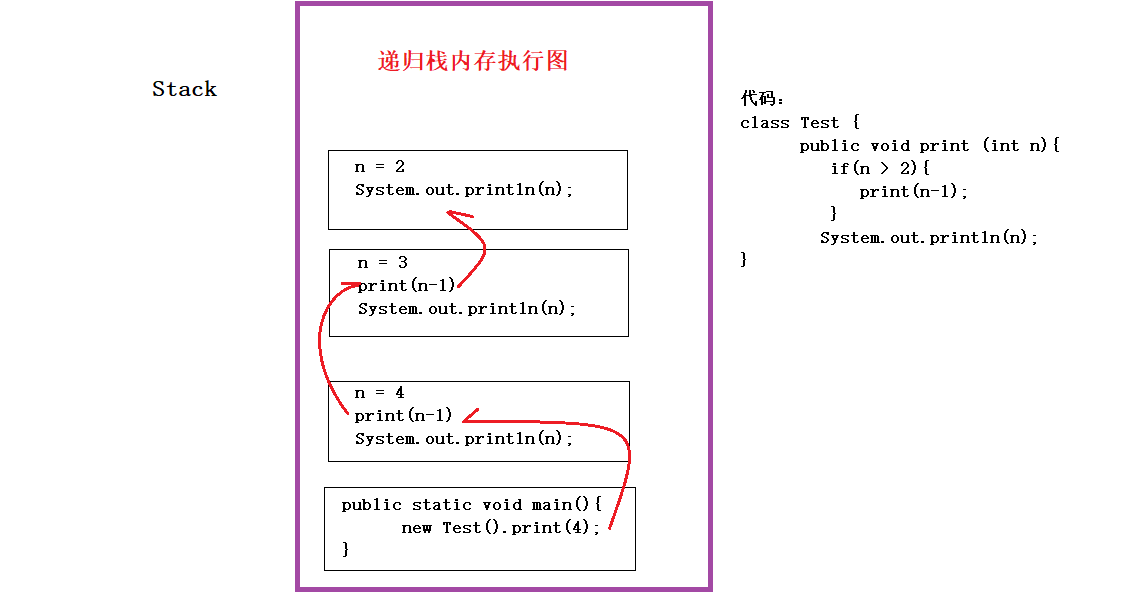 递归栈内存执行图
Stack
n = 2
System.out.println(n);
n = 3
print(n-1)
System.out.println(n);
n = 4
print(n-1)
System.out.println(n);
public static void main(){
new Test().print(4);
}
代码:
class Test {
public void print (int n){
if(n > 2){
print(n-1);
}
System.out.println(n);
}